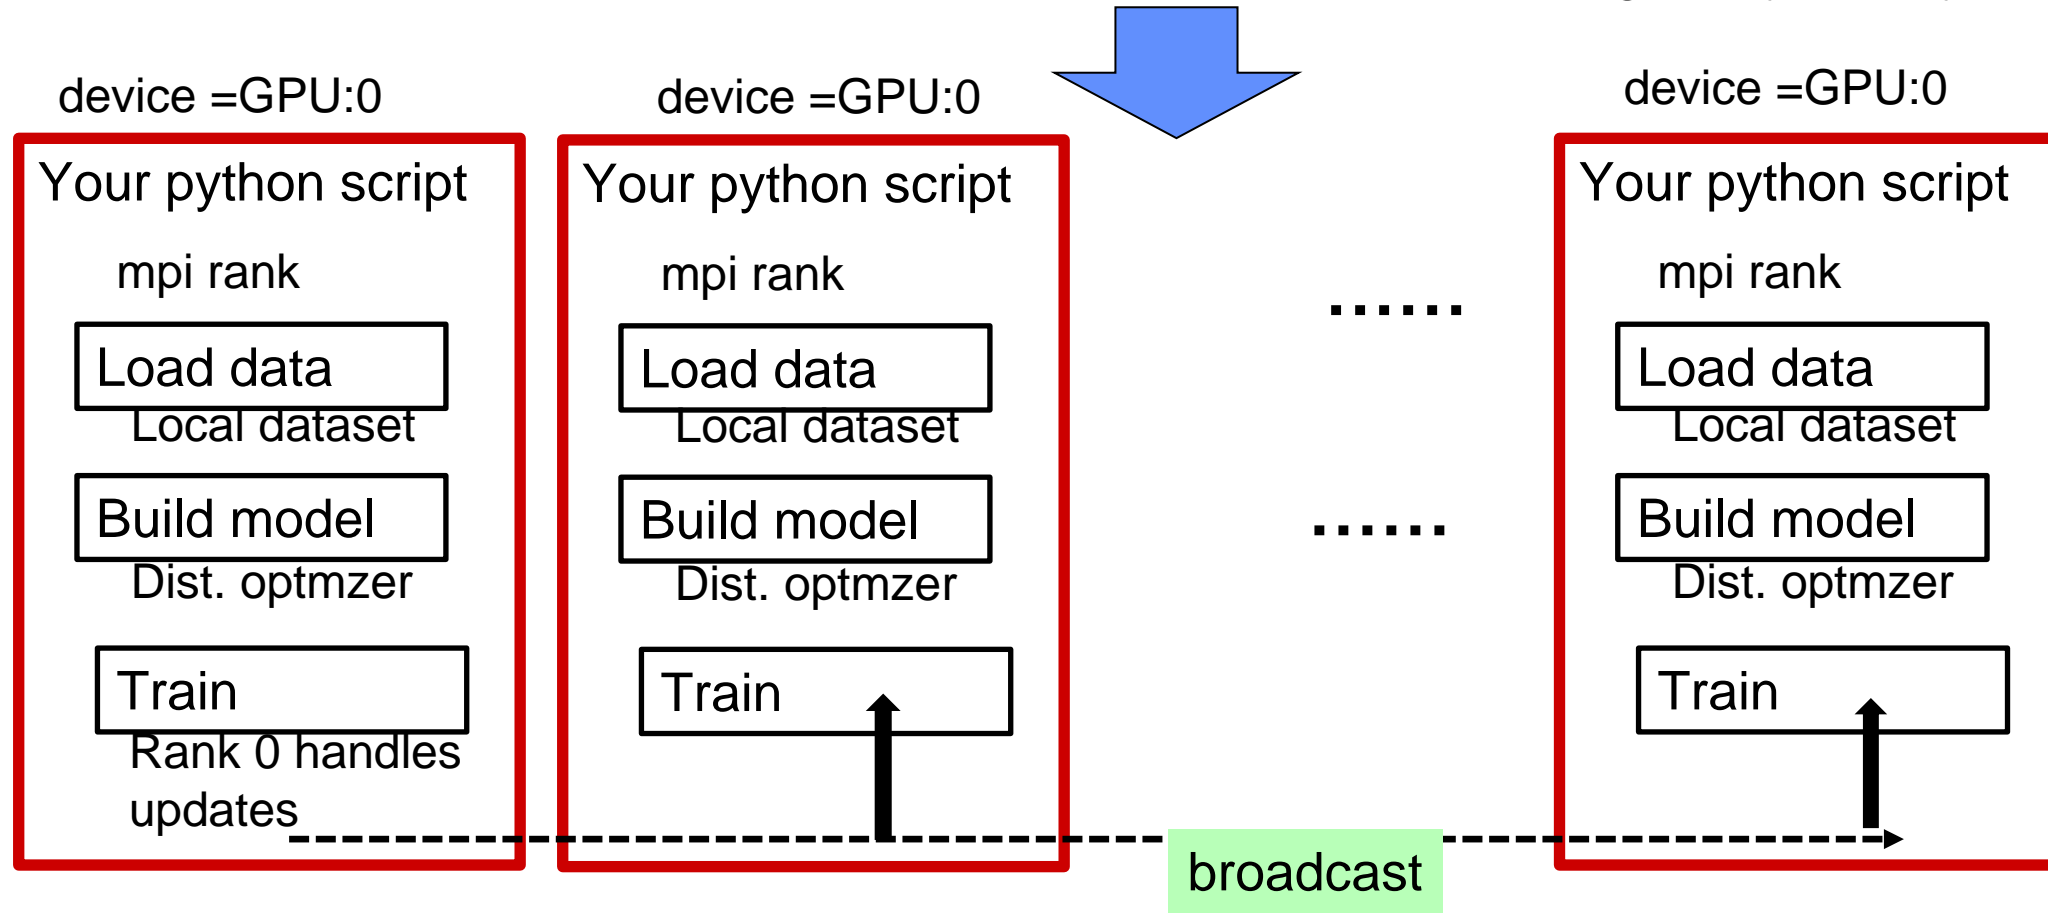 device =GPU:0
Your python script
mpi rank
Load data
Local dataset
Build model
Dist. optmzer
Train
Rank 0 handles
updates
device =GPU:0
Your python script
mpi rank
Load data
Local dataset
Build model
Dist. optmzer
Train
......
......
broadcast
device =GPU:0
Your python script
mpi rank
Load data
Local dataset
Build model
Dist. optmzer
Train